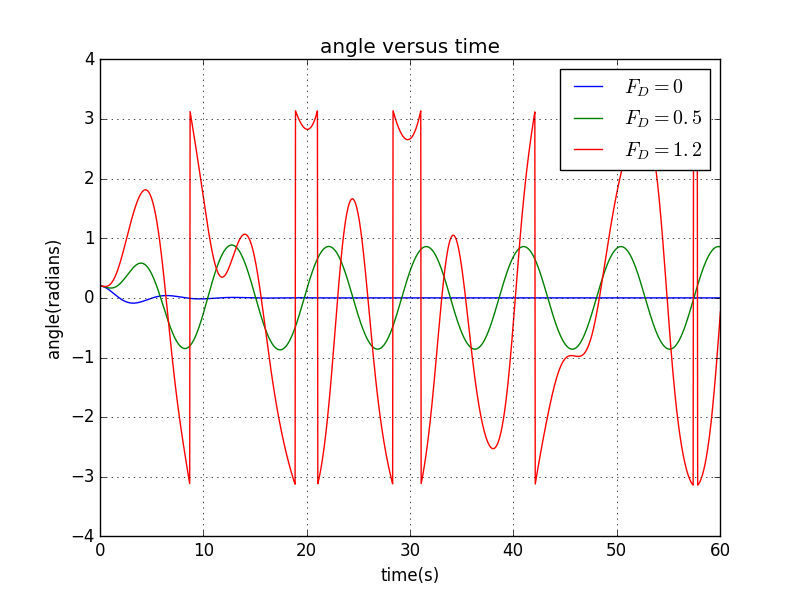 angle versus time
F_D = 0
F_D = 0.5
F_D = 1.2
4
3
2
1
0
−1
−2
−3
−4
angle(radians)
0 10 20 30 40 50 60
time(s)